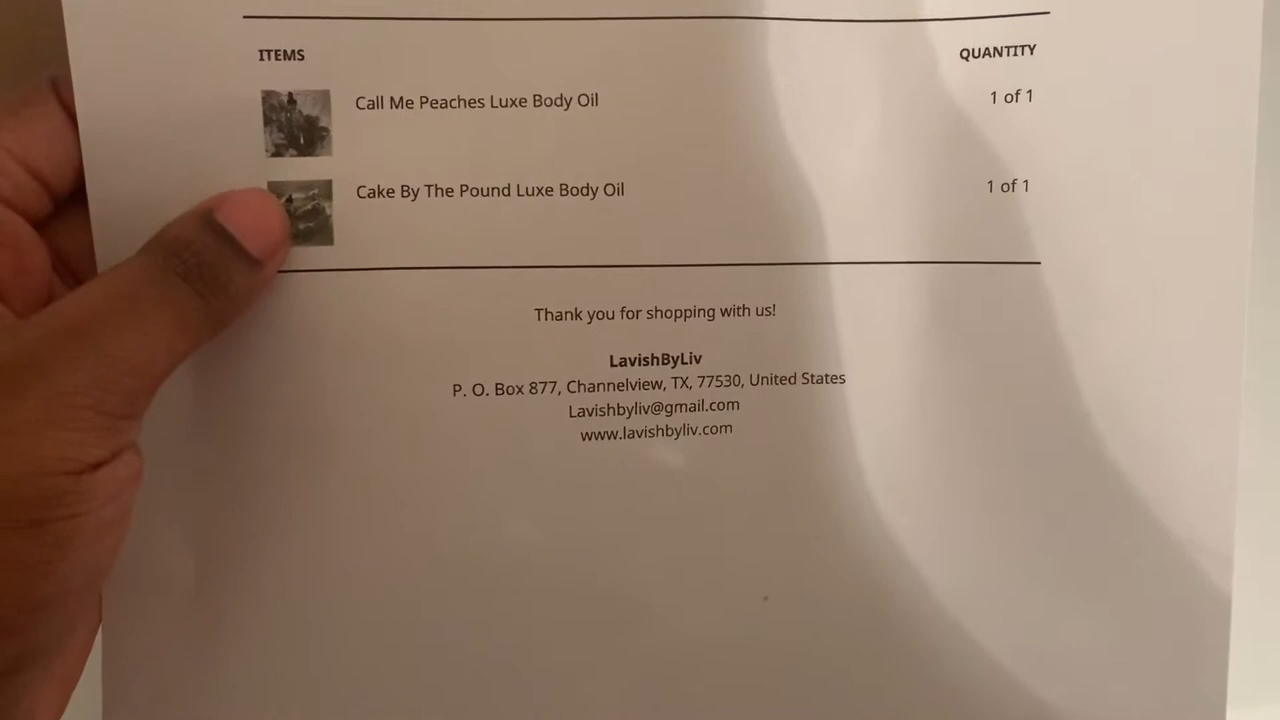 ITEMS QUANTITY
Call Me Peaches Luxe Body Oil 1 of 1
Cake By The Pound Luxe Body Oil 1 of 1
Thank you for shopping with us!
LavishByLiv
P. O. Box 877, Channelview, TX, 77530, United States
Lavishbyliv@gmail.com
www.lavishbyliv.com